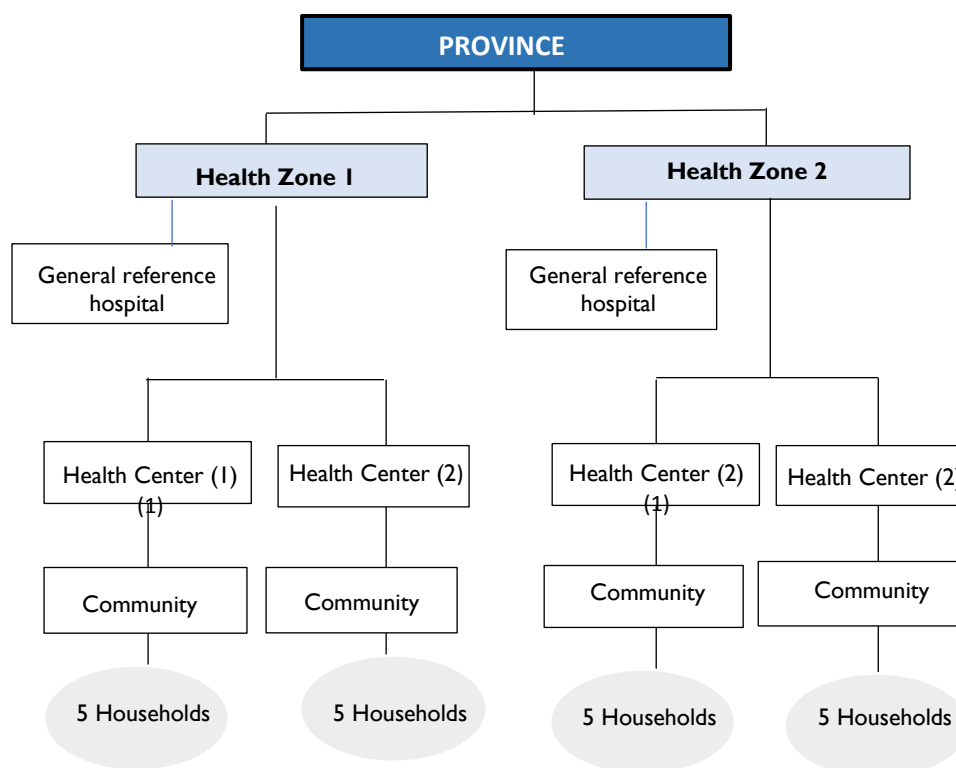 PROVINCE
Health Zone 1
Health Zone 2
General reference
hospital
General reference
hospital
Health Center (1)
(1)
Health Center (2)
Health Center (2)
(1)
Health Center (2)
Community
Community
Community
Community
5 Households
5 Households
5 Households
5 Households